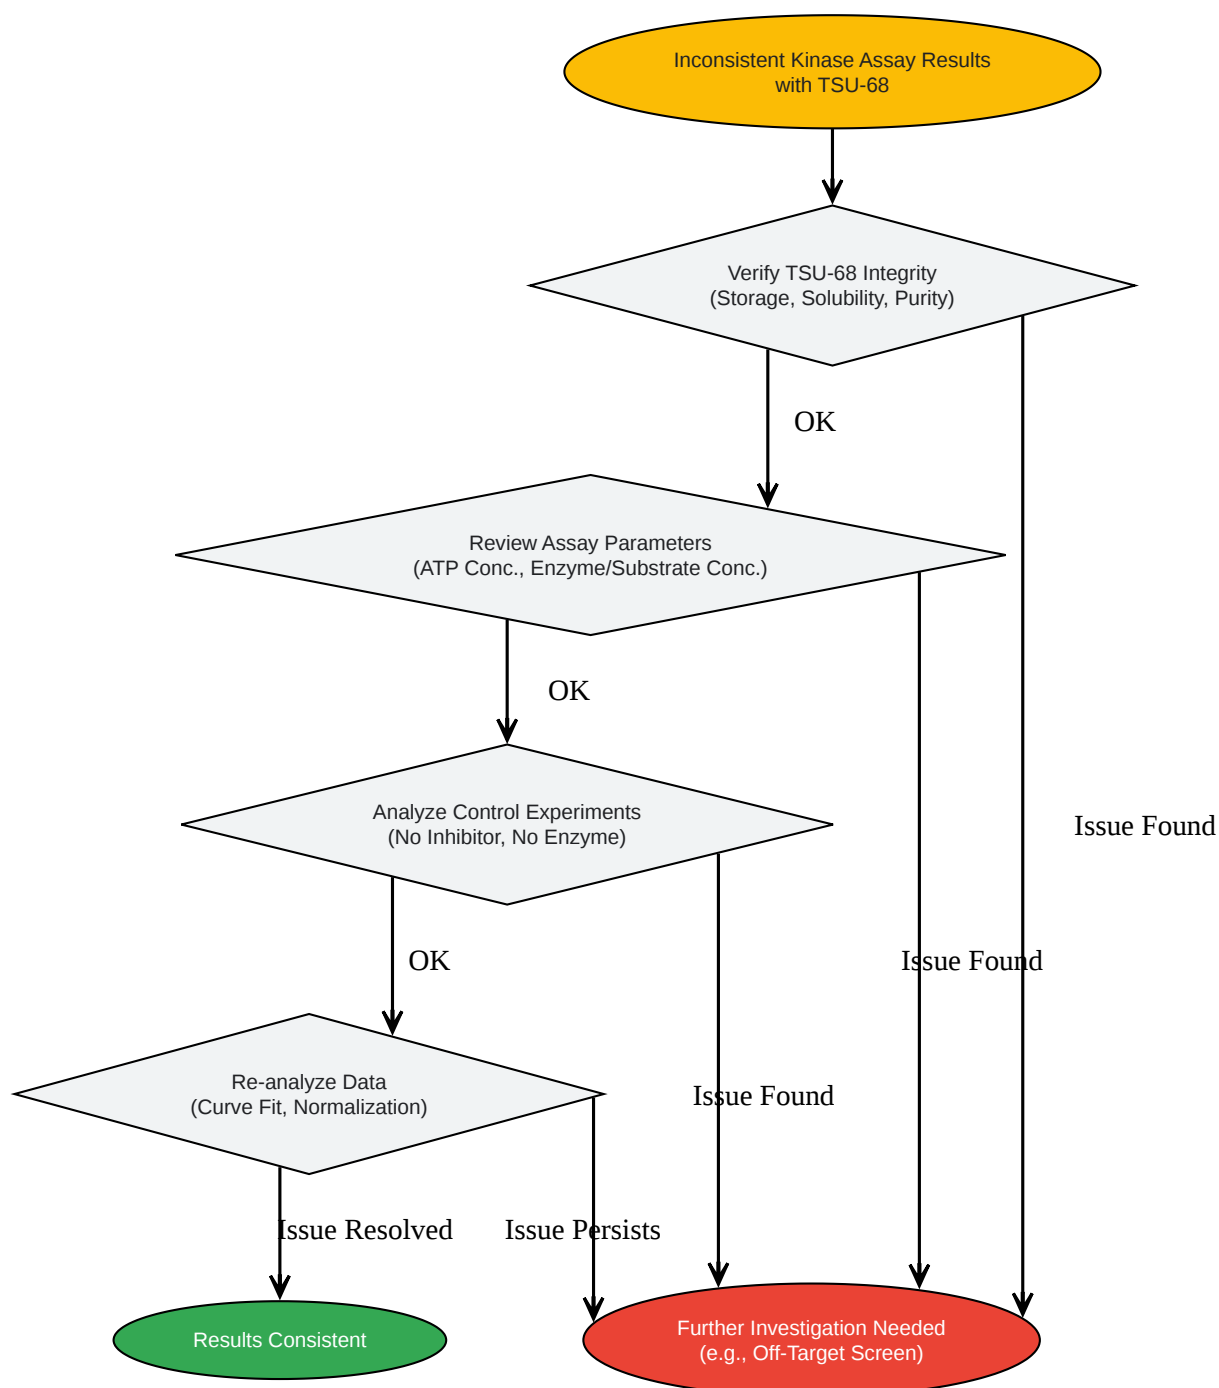 Inconsistent Kinase Assay Results
with TSU-68
Verify TSU-68 Integrity
(Storage, Solubility, Purity)
OK
Review Assay Parameters
(ATP Conc., Enzyme/Substrate Conc.)
OK
Analyze Control Experiments
(No Inhibitor, No Enzyme)
Issue Found
OK
Issue Found
Re-analyze Data
(Curve Fit, Normalization)
Issue Found
Issue Resolved
Issue Persists
Results Consistent
Further Investigation Needed
(e.g., Off-Target Screen)